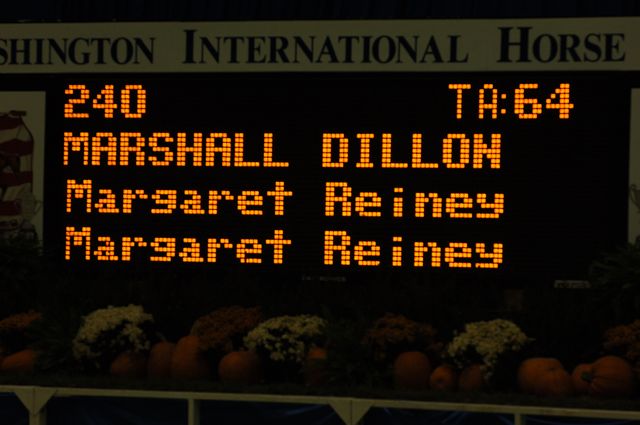 SHINGTON INTERNATIONAL HORSE
240 TA:64
MARSHALL DILLON
Margaret Reiney
Margaret Reiney